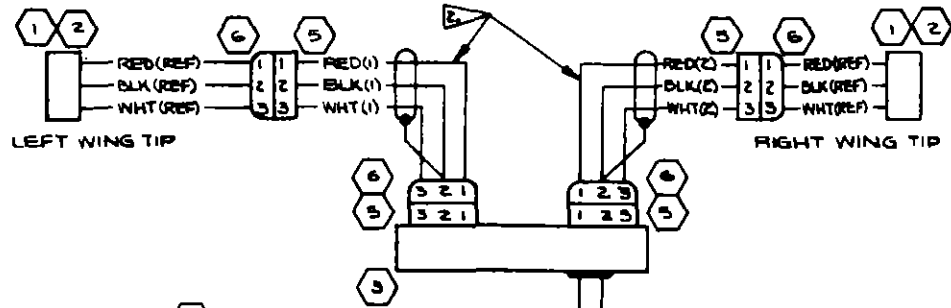 1 2 6 5 2. 5 6 1 2
RED(REF) 1 1 RED(1) RED(2) 1 1 RED(REF)
BLK(REF) 2 2 BLK(1) BLK(2) 2 2 BLK(REF)
WHT(REF) 3 3 WHT(1) WHT(2) 3 3 WHT(REF)
LEFT WING TIP RIGHT WING TIP
6 3 2 1 1 2 3 6
5 3 2 1 1 2 3 5
3